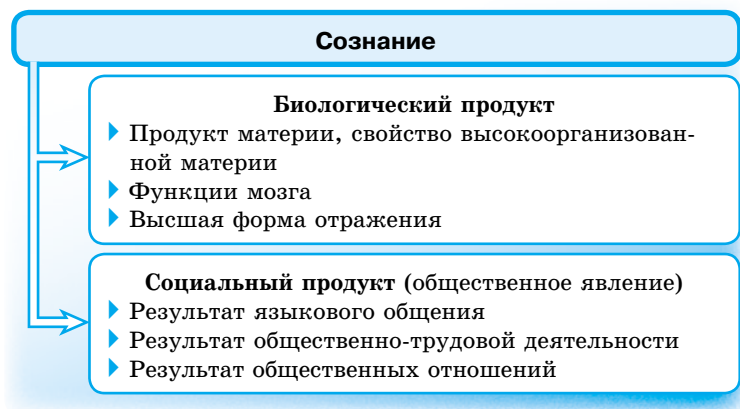 Сознание
Биологический продукт
Продукт материи, свойство высокоорганизован-
ной материи
Функции мозга
Высшая форма отражения
Социальный продукт (общественное явление)
Результат языкового общения
Результат общественно-трудовой деятельности
Результат общественных отношений